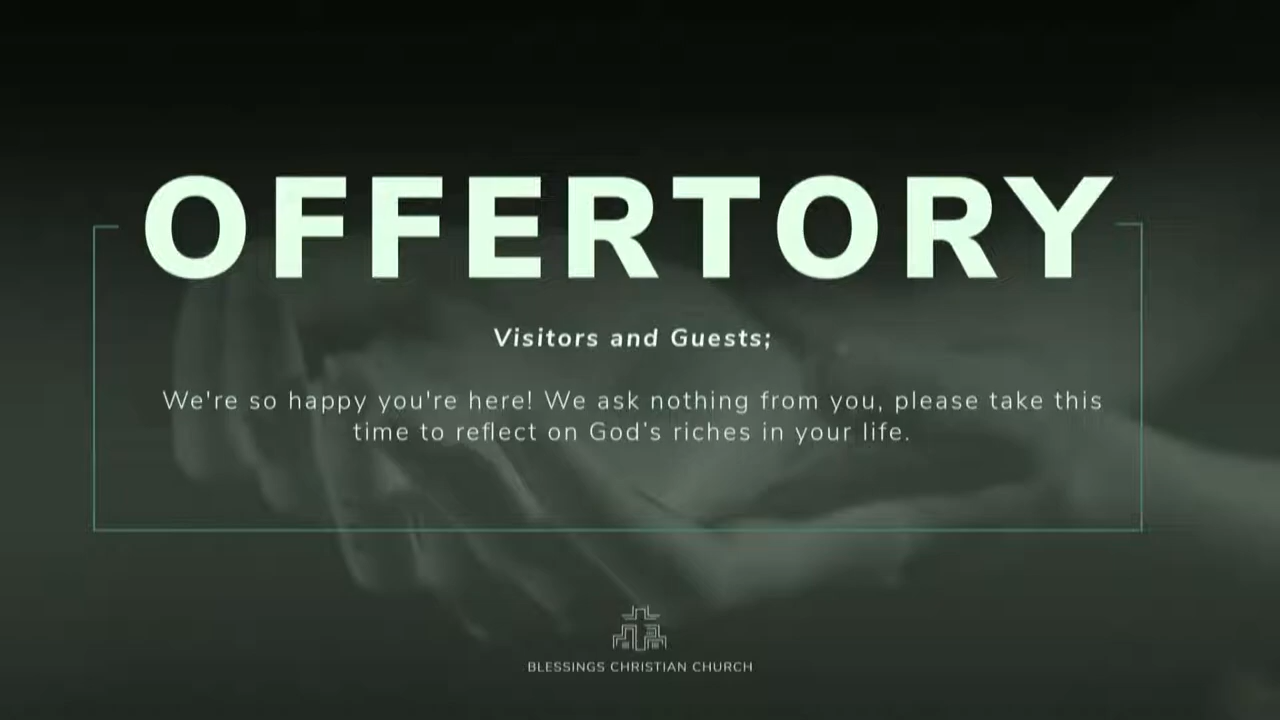 OFFERTORY
Visitors and Guests;
We're so happy you're here! We ask nothing from you, please take this
time to reflect on God's riches in your life.
BLESSINGS CHRISTIAN CHURCH